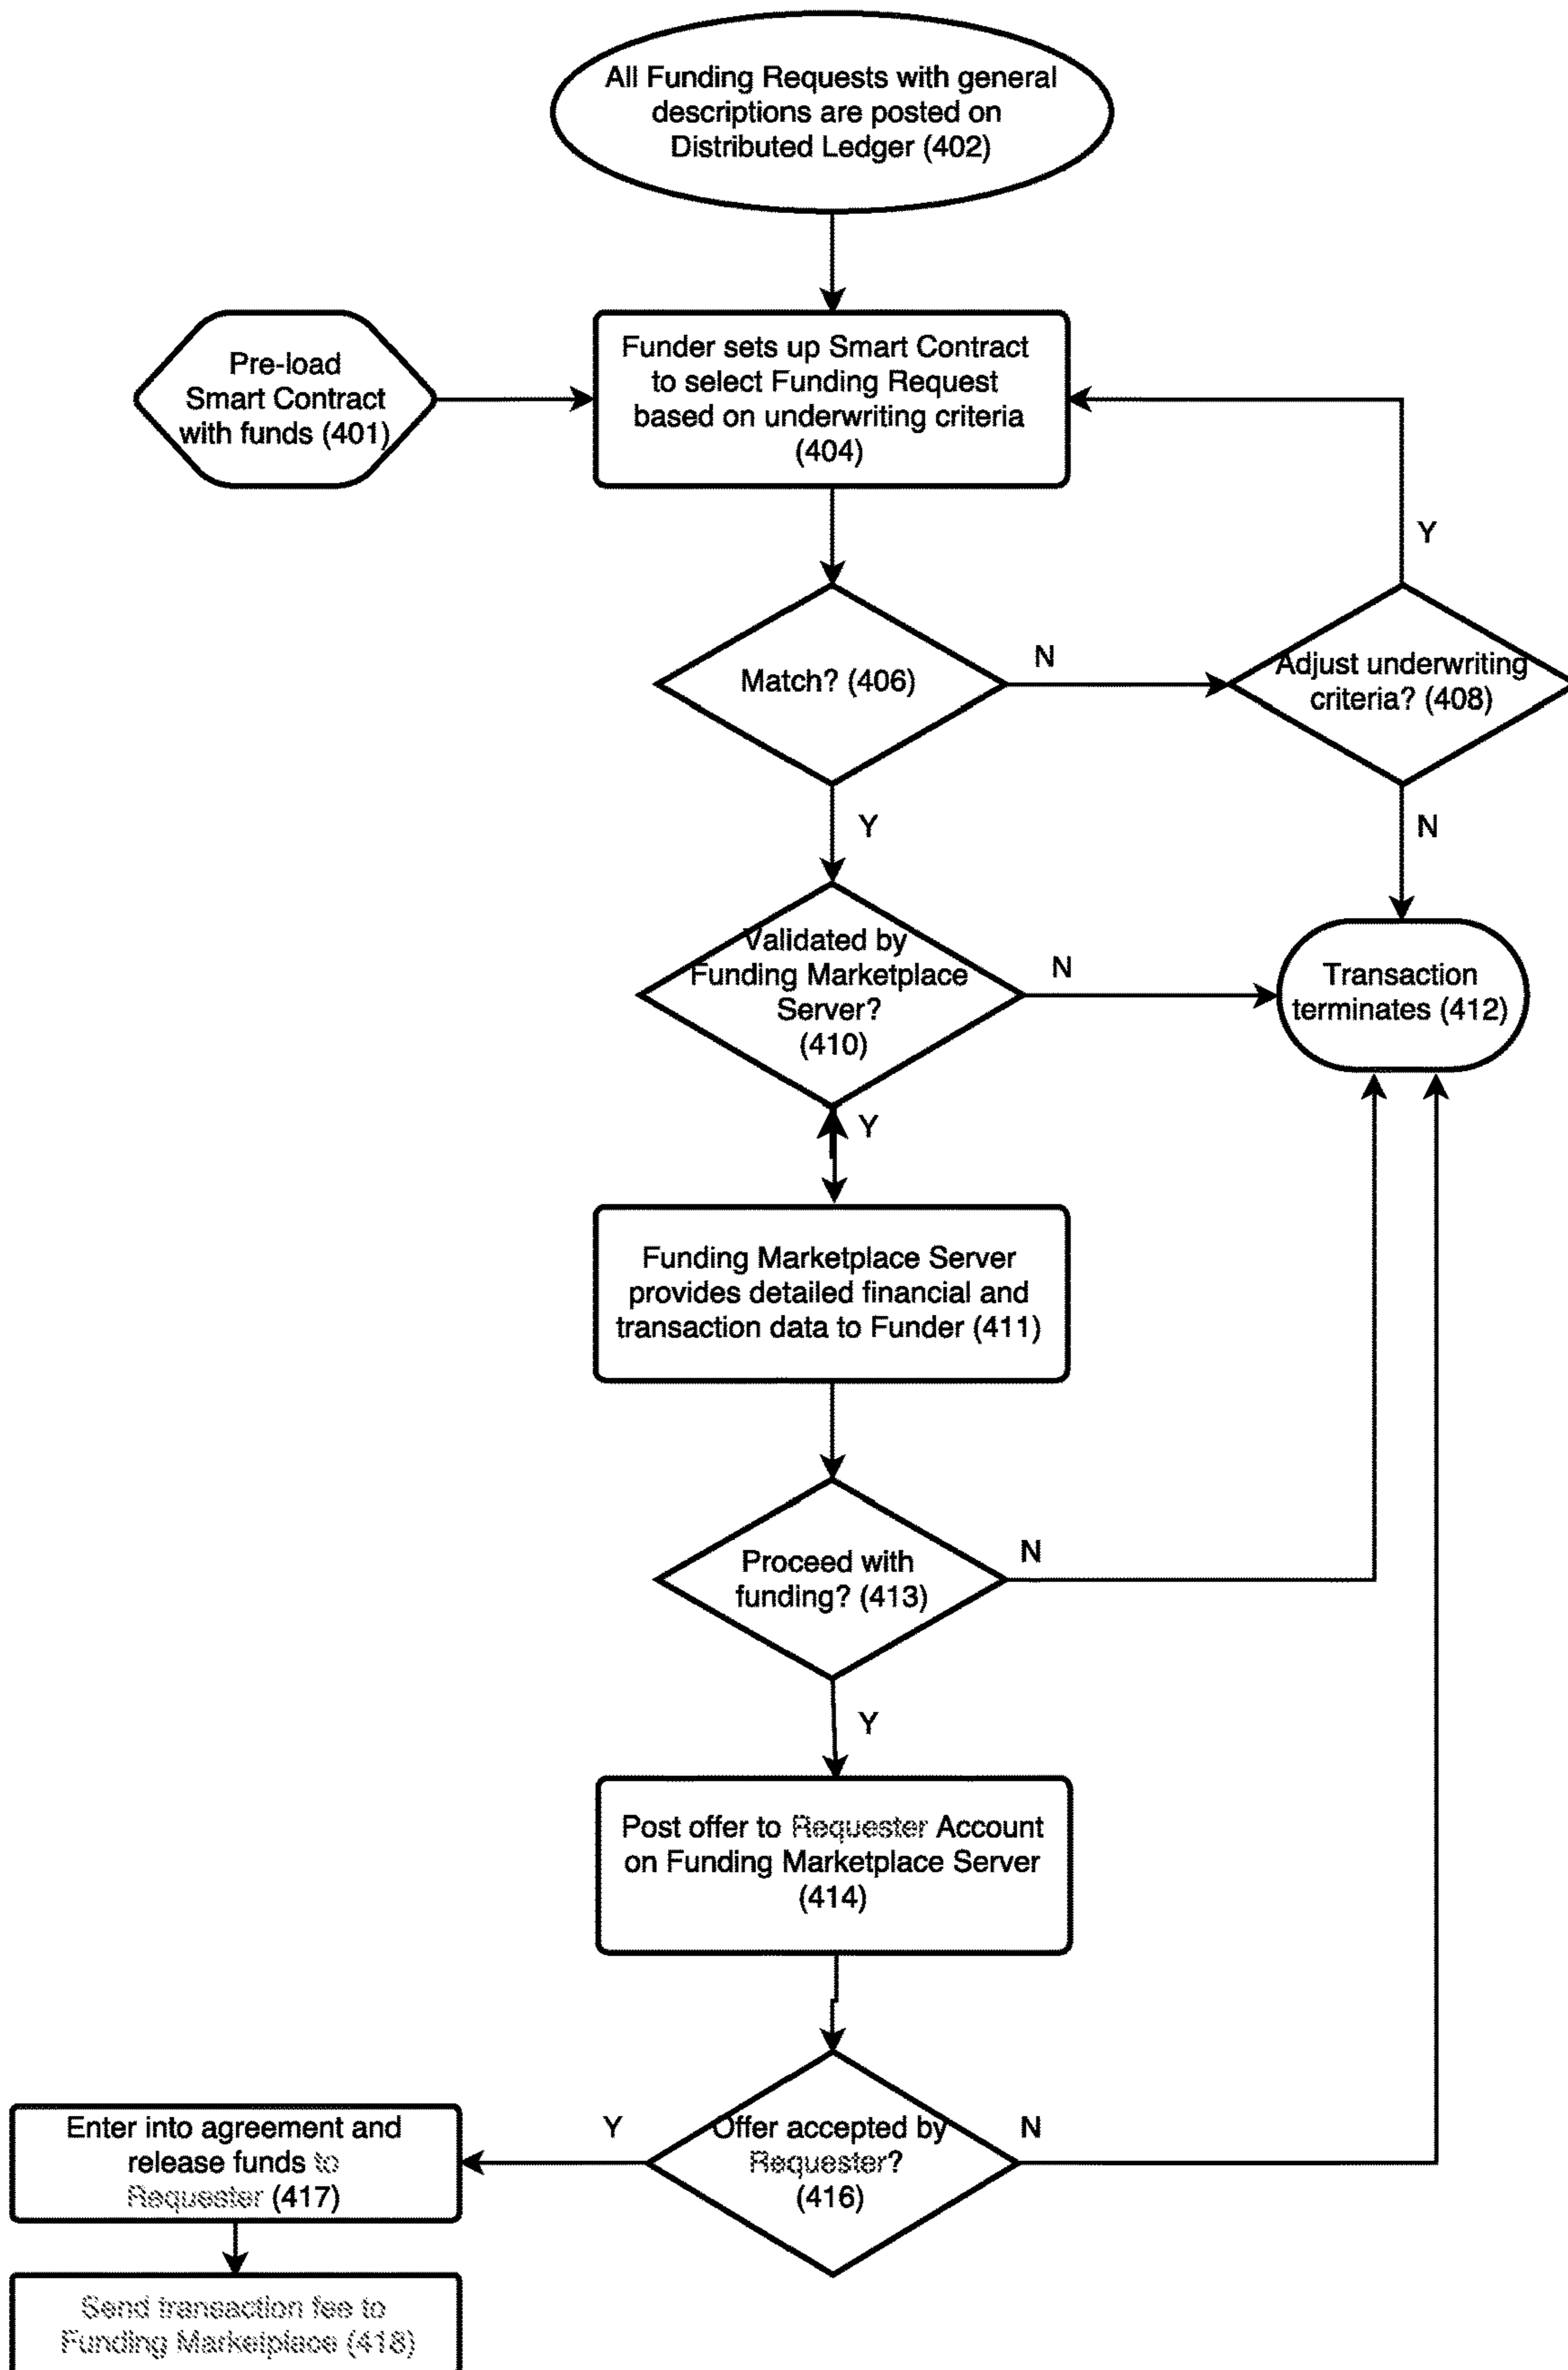 All Funding Requests with general
descriptions are posted on
Distributed Ledger (402)
Pre-load
Smart Contract
with funds (401)
Funder sets up Smart Contract
to select Funding Request
based on underwriting criteria
(404)
Y
Match? (406)
N
Adjust underwriting
criteria? (408)
Y
N
Validated by
Funding Marketplace
Server?
(410)
N
Transaction
terminates (412)
Y
Funding Marketplace Server
provides detailed financial and
transaction data to Funder (411)
Proceed with
funding? (413)
N
Y
Post offer to Requester Account
on Funding Marketplace Server
(414)
Enter into agreement and
release funds to
Requester (417)
Y
Offer accepted by
Requester?
(416)
N
Send transaction fee to
Funding Marketplace (418)